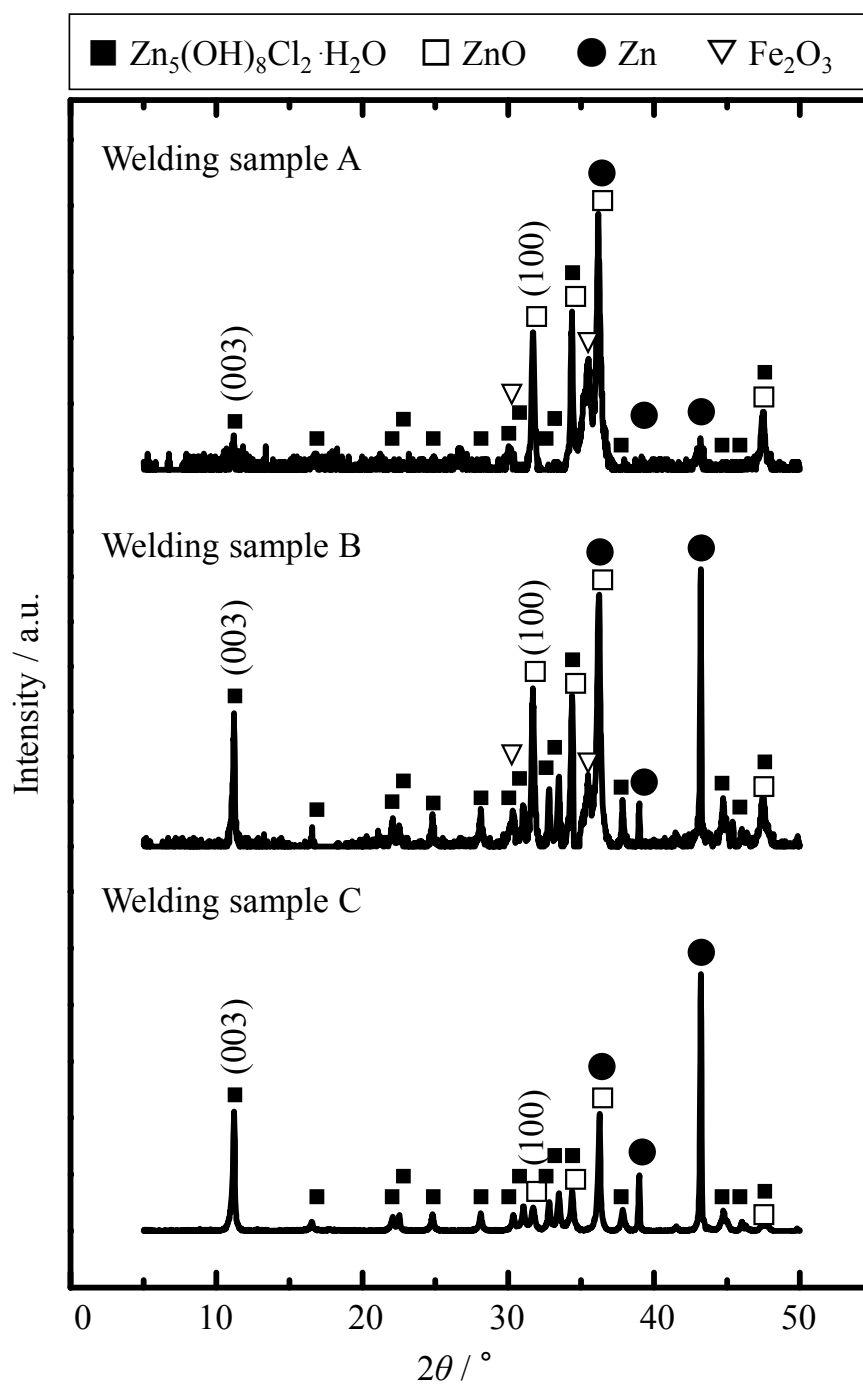 ■ Zn₅(OH)₈Cl₂·H₂O □ ZnO ● Zn ▽ Fe₂O₃
Welding sample A
(003)
(100)
Welding sample B
(003)
(100)
Welding sample C
(003)
(100)
Intensity / a.u.
0 10 20 30 40 50
2θ / °